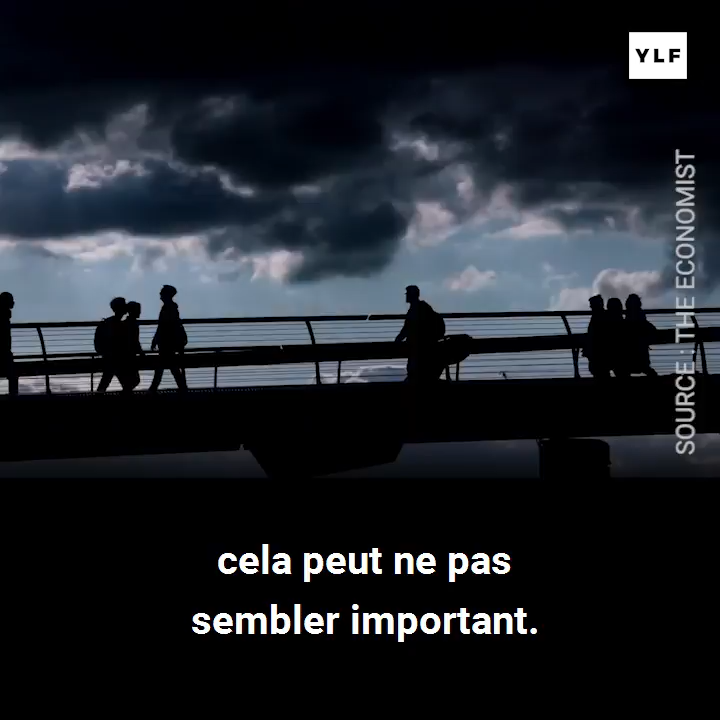 YLF
SOURCE : THE ECONOMIST
cela peut ne pas
sembler important.